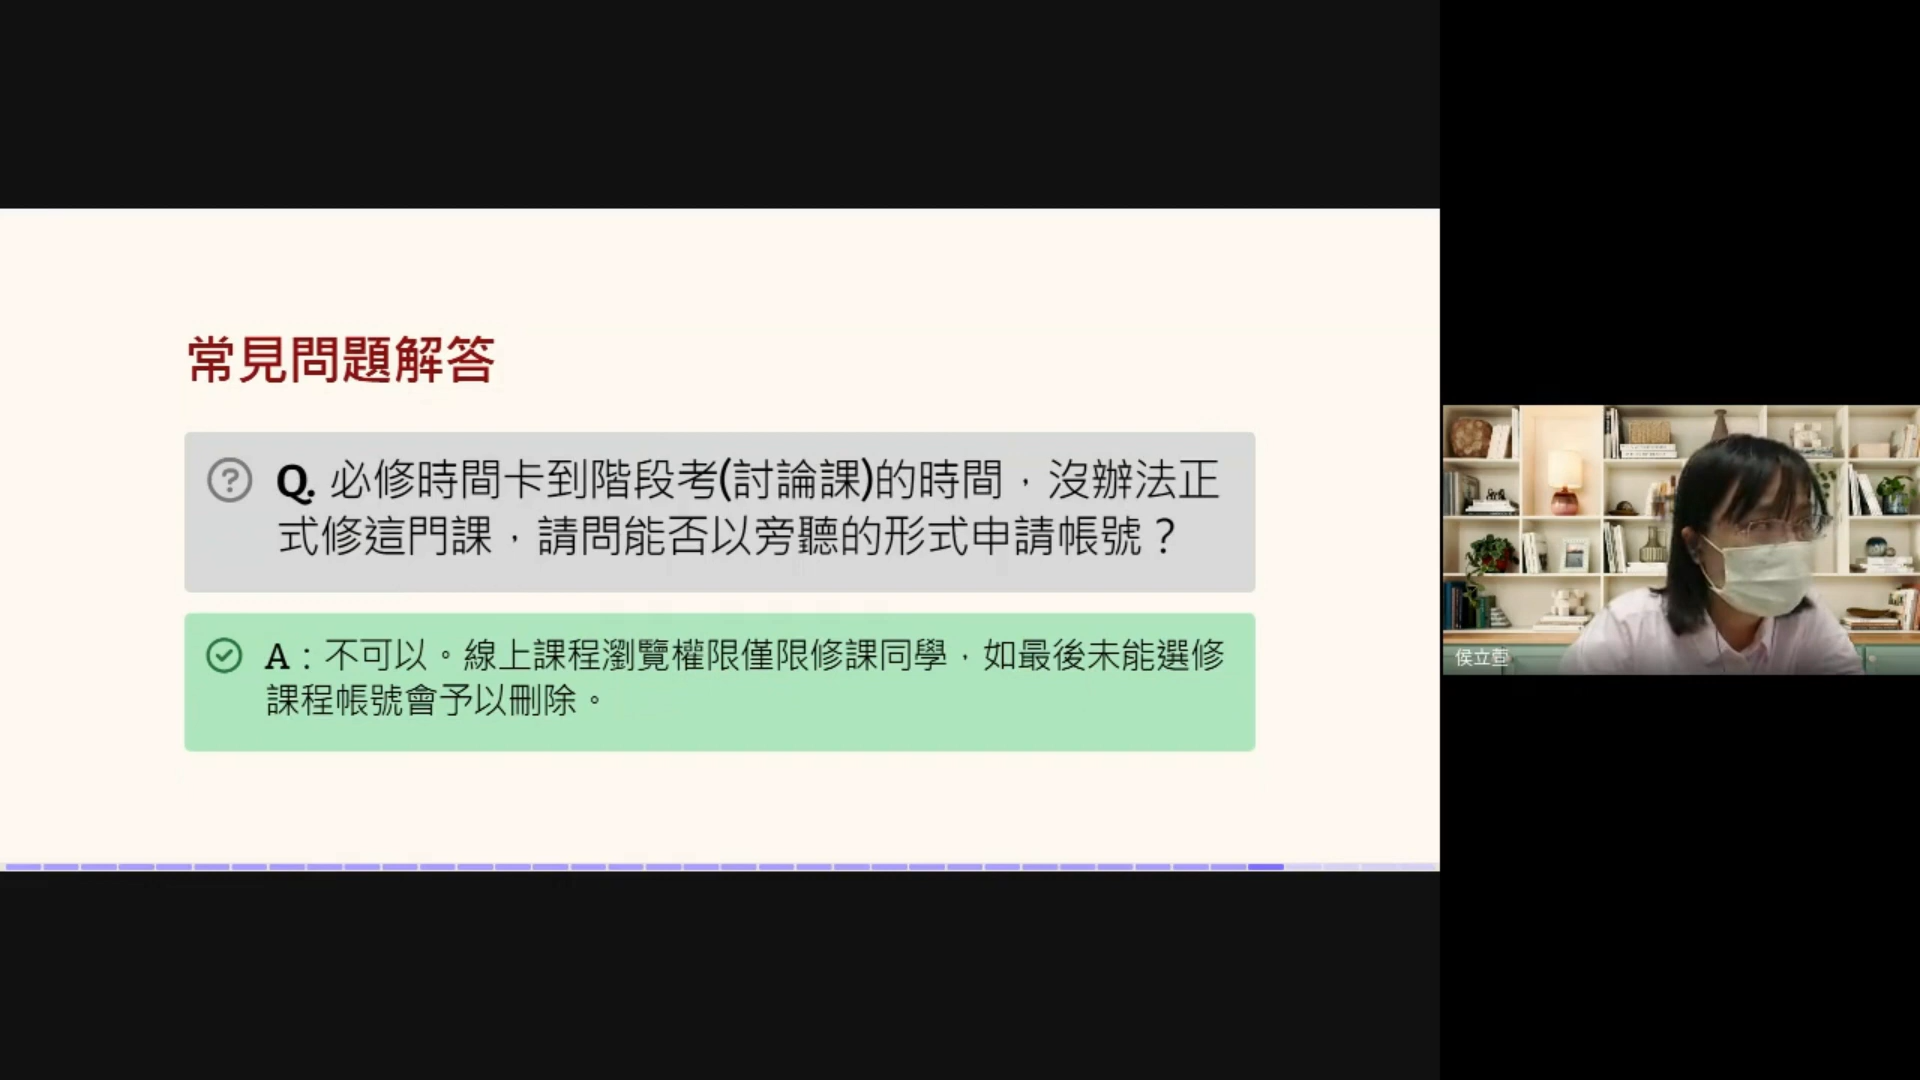 常見問題解答
Q. 必修時間卡到階段考(討論課)的時間，沒辦法正
式修這門課，請問能否以旁聽的形式申請帳號？
A：不可以。線上課程瀏覽權限僅限修課同學，如最後未能選修
課程帳號會予以刪除。
侯立萱